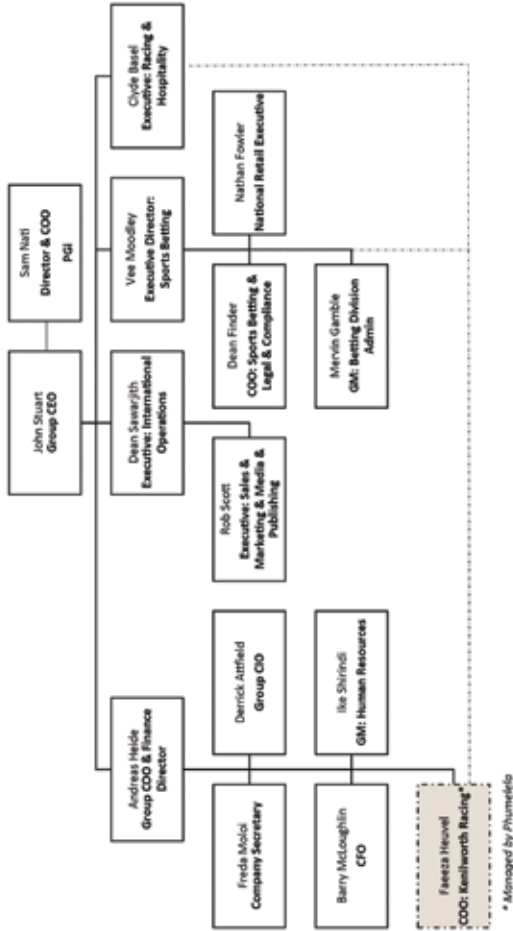 John Stuart
Group CEO
Sam Nati
Director & COO
PGI
Andreas Heide
Group COO & Finance
Director
Dean Sawarjith
Executive: International
Operations
Vee Moodley
Executive Director:
Sports Betting
Clyde Basel
Executive: Racing &
Hospitality
Freda Moloi
Company Secretary
Derrick Attfield
Group CIO
Rob Scott
Executive: Sales &
Marketing & Media &
Publishing
Dean Finder
COO: Sports Betting &
Legal & Compliance
Nathan Fowler
National Retail Executive
Barry McLoughlin
CFO
Ike Shirindi
GM: Human Resources
Mervin Gamble
GM: Betting Division
Admin
Faeeza Heuvel
COO: Kenilworth Racing*
* Managed by Phumelela